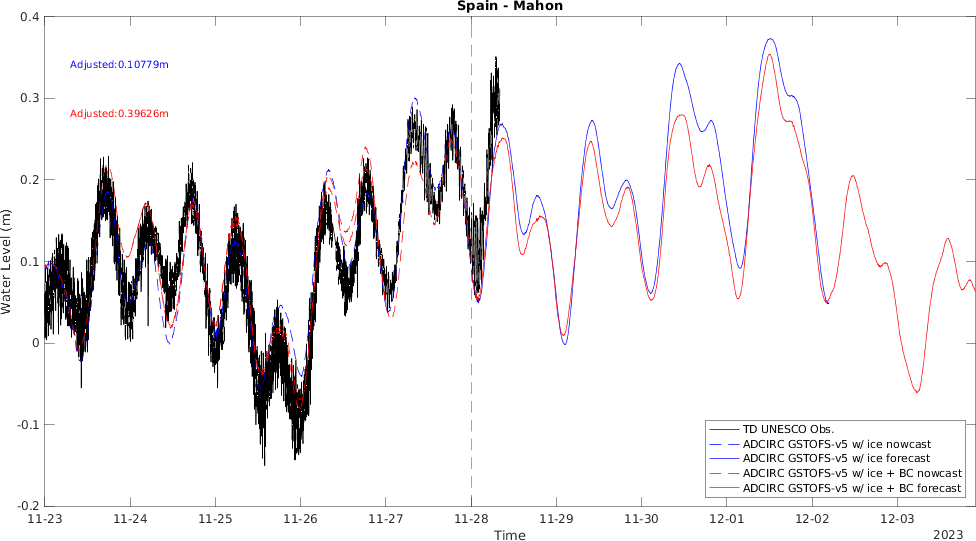 Spain - Mahon
0.4
0.3
0.2
0.1
0
-0.1
-0.2
Water Level (m)
Adjusted:0.10779m
Adjusted:0.39626m
TD UNESCO Obs.
ADCIRC GSTOFS-v5 w/ ice nowcast
ADCIRC GSTOFS-v5 w/ ice forecast
ADCIRC GSTOFS-v5 w/ ice + BC nowcast
ADCIRC GSTOFS-v5 w/ ice + BC forecast
11-23 11-24 11-25 11-26 11-27 11-28 11-29 11-30 12-01 12-02 12-03
Time
2023